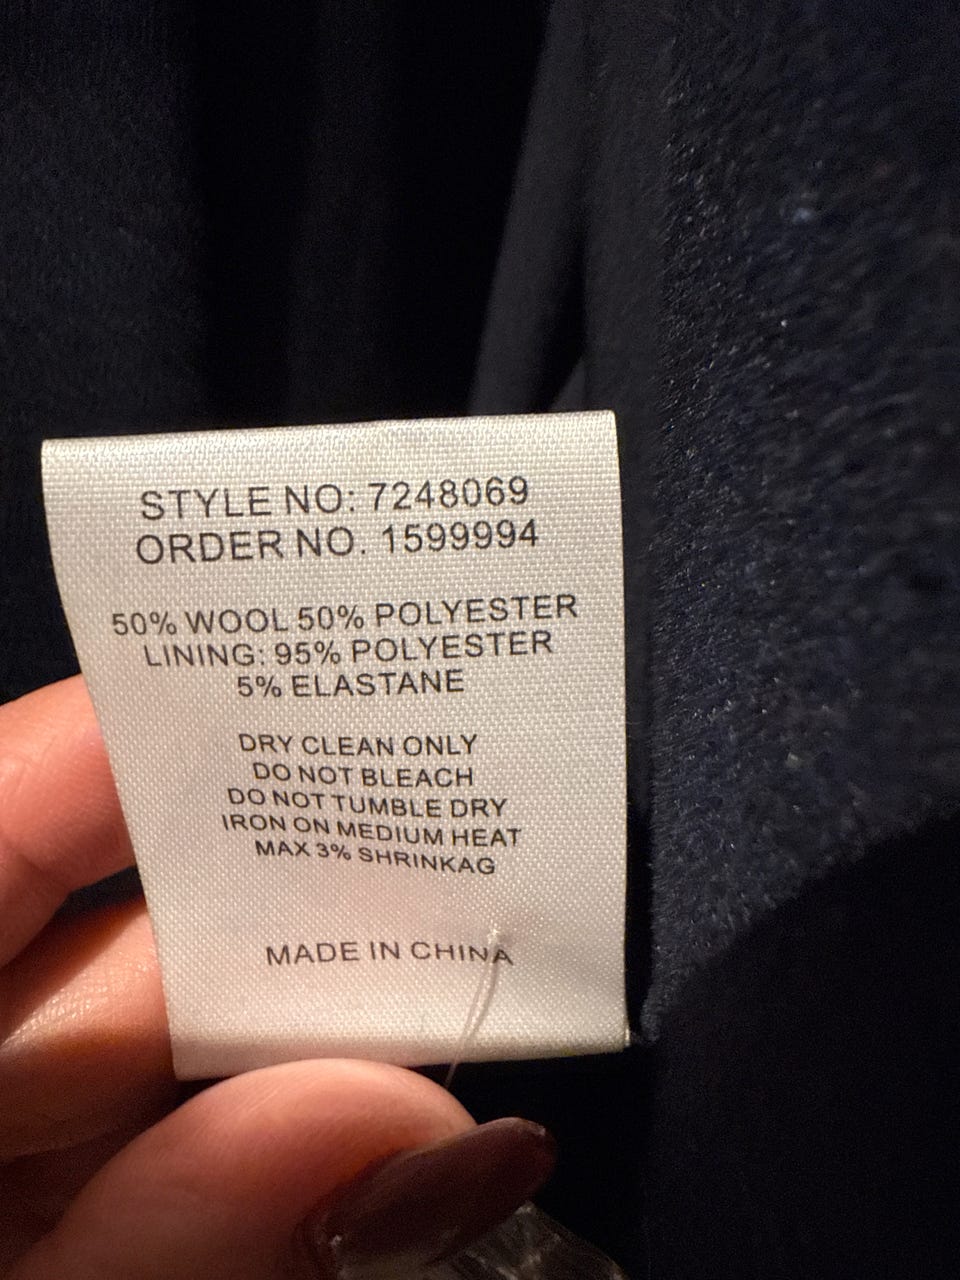 STYLE NO: 7248069
ORDER NO. 1599994
50% WOOL 50% POLYESTER
LINING: 95% POLYESTER
5% ELASTANE
DRY CLEAN ONLY
DO NOT BLEACH
DO NOT TUMBLE DRY
IRON ON MEDIUM HEAT
MAX 3% SHRINKAG
MADE IN CHINA